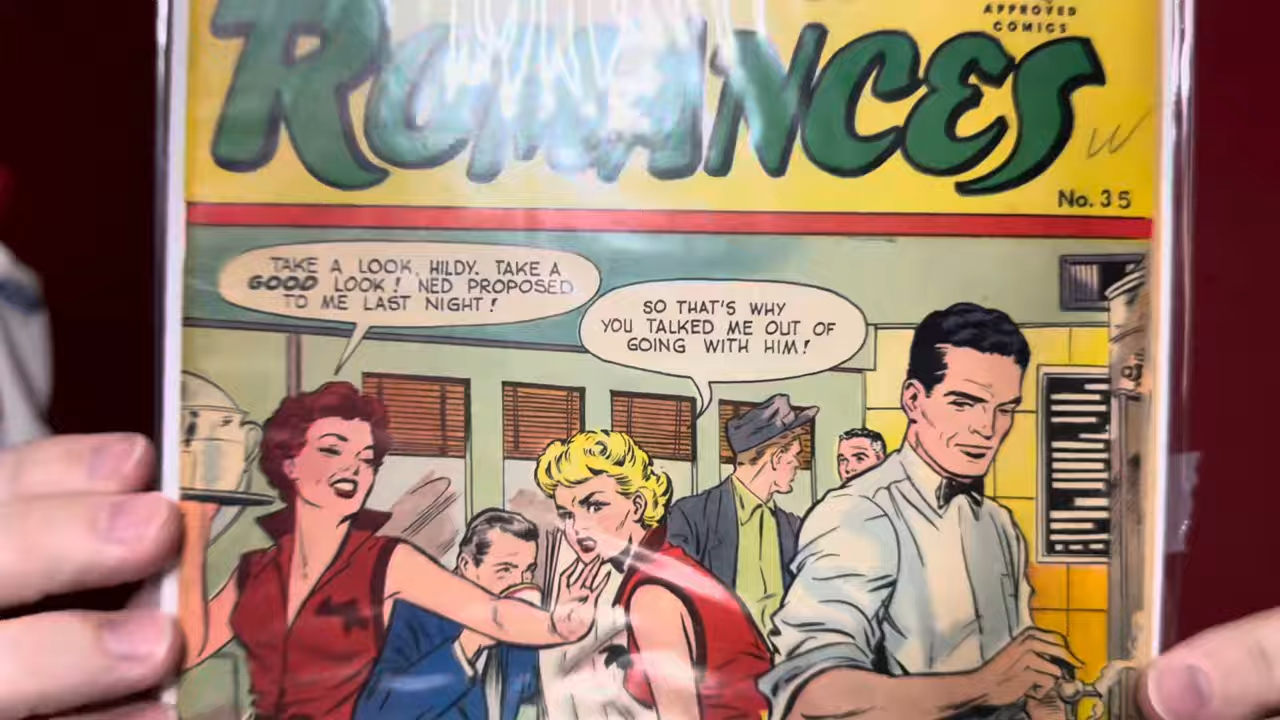 APPROVED
COMICS
ROMANCES
No. 35
TAKE A LOOK, HILDY. TAKE A
GOOD LOOK! NED PROPOSED
TO ME LAST NIGHT!
SO THAT'S WHY
YOU TALKED ME OUT OF
GOING WITH HIM!